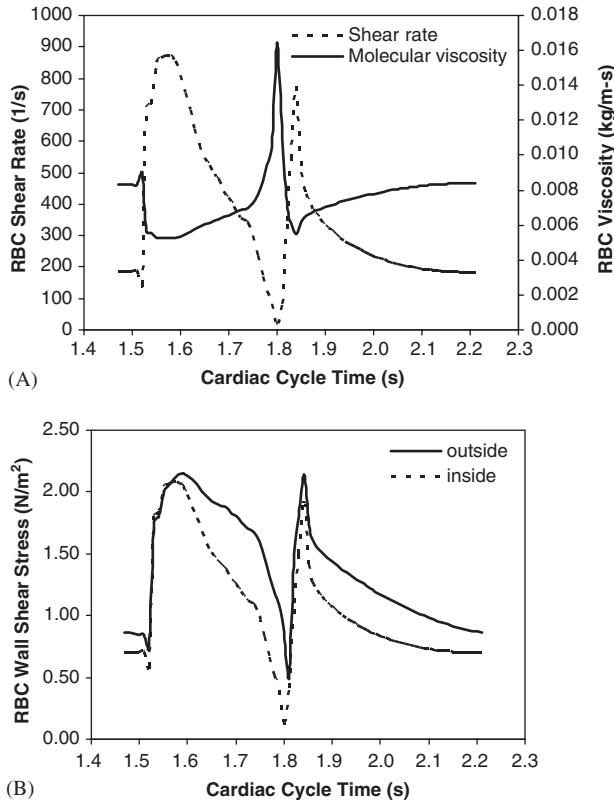 1000
900
800
700
600
500
400
300
200
100
0
RBC Shear Rate (1/s)
Shear rate
Molecular viscosity
0.018
0.016
0.014
0.012
0.010
0.008
0.006
0.004
0.002
0.000
RBC Viscosity (kg/m-s)
1.4 1.5 1.6 1.7 1.8 1.9 2.0 2.1 2.2 2.3
Cardiac Cycle Time (s)
(A)
2.50
2.00
1.50
1.00
0.50
0.00
RBC Wall Shear Stress (N/m²)
outside
inside
1.4 1.5 1.6 1.7 1.8 1.9 2.0 2.1 2.2 2.3
Cardiac Cycle Time (s)
(B)